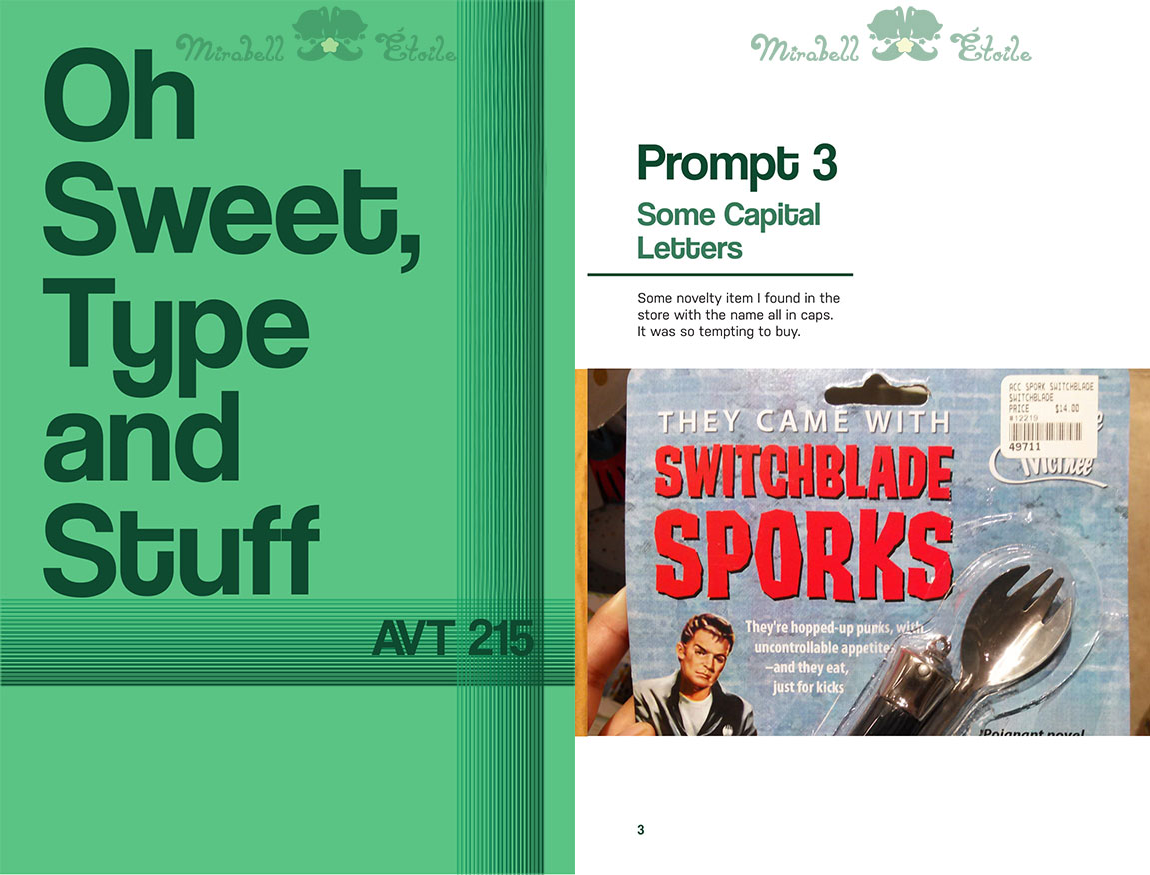 Mirabell Étoile
Oh
Sweet,
Type
and
Stuff
AVT 215
Mirabell Étoile
Prompt 3
Some Capital
Letters
Some novelty item I found in the
store with the name all in caps.
It was so tempting to buy.
ACC SPORK SWITCHBLADE
SWITCHBLADE
PRICE $14.00
#12219
49711
THEY CAME WITH
SWITCHBLADE
SPORKS
They're hopped-up punks, with
uncontrollable appetites
—and they eat,
just for kicks
"Poignant novel
3